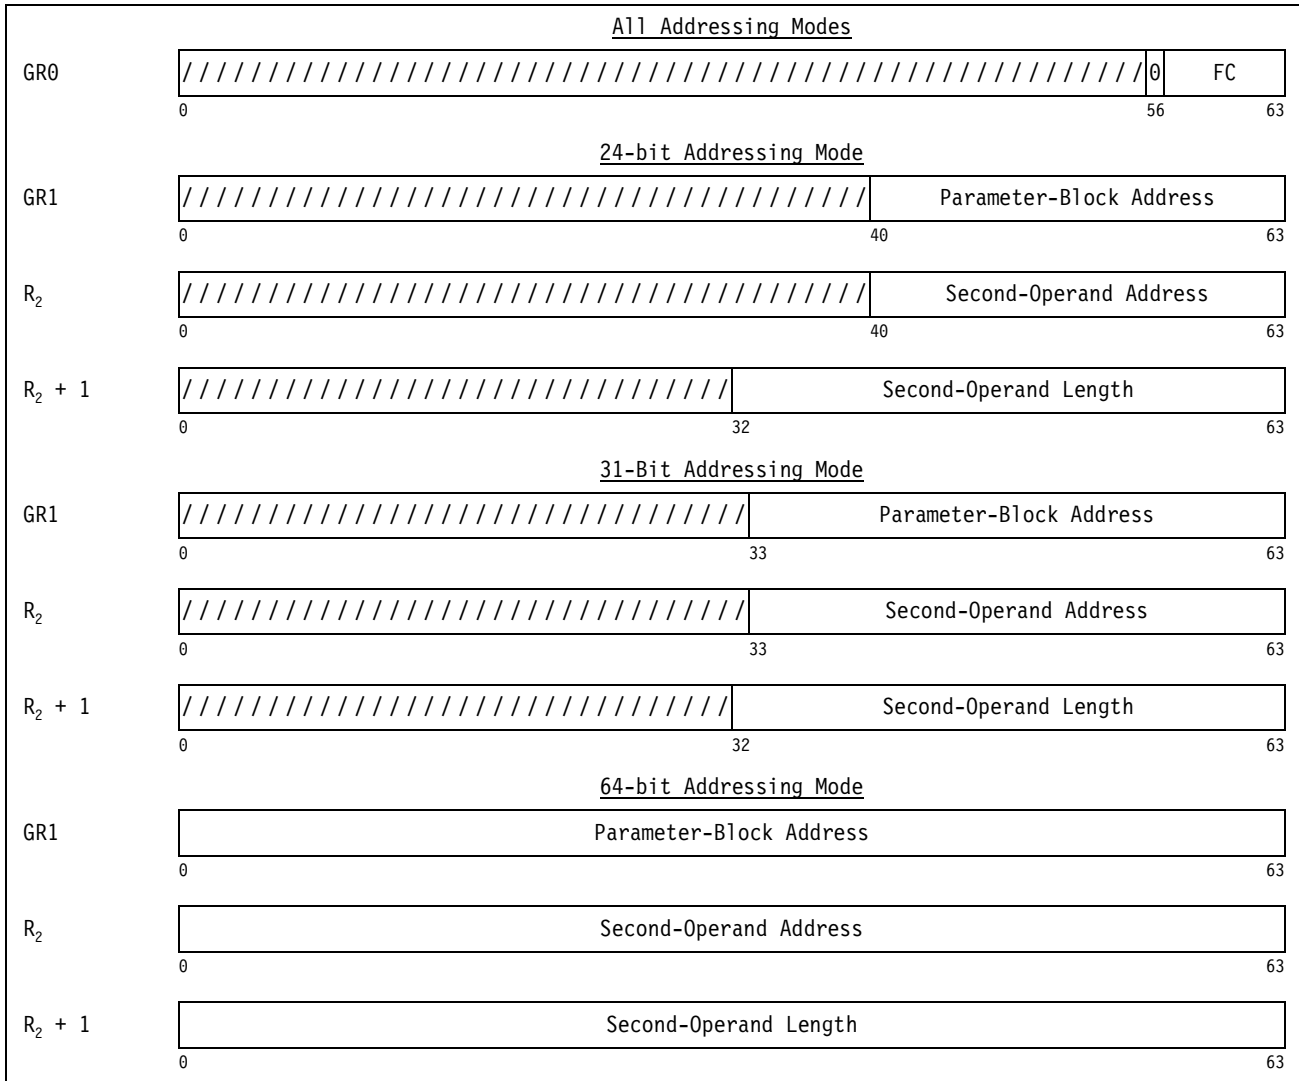 All Addressing Modes
GR0 ////////////////////////////////////////////////////////0 FC
0 56 63
24-bit Addressing Mode
GR1 //////////////////////////////////////// Parameter-Block Address
0 40 63
R₂ //////////////////////////////////////// Second-Operand Address
0 40 63
R₂ + 1 //////////////////////////////// Second-Operand Length
0 32 63
31-Bit Addressing Mode
GR1 ///////////////////////////////// Parameter-Block Address
0 33 63
R₂ ///////////////////////////////// Second-Operand Address
0 33 63
R₂ + 1 //////////////////////////////// Second-Operand Length
0 32 63
64-bit Addressing Mode
GR1 Parameter-Block Address
0 63
R₂ Second-Operand Address
0 63
R₂ + 1 Second-Operand Length
0 63